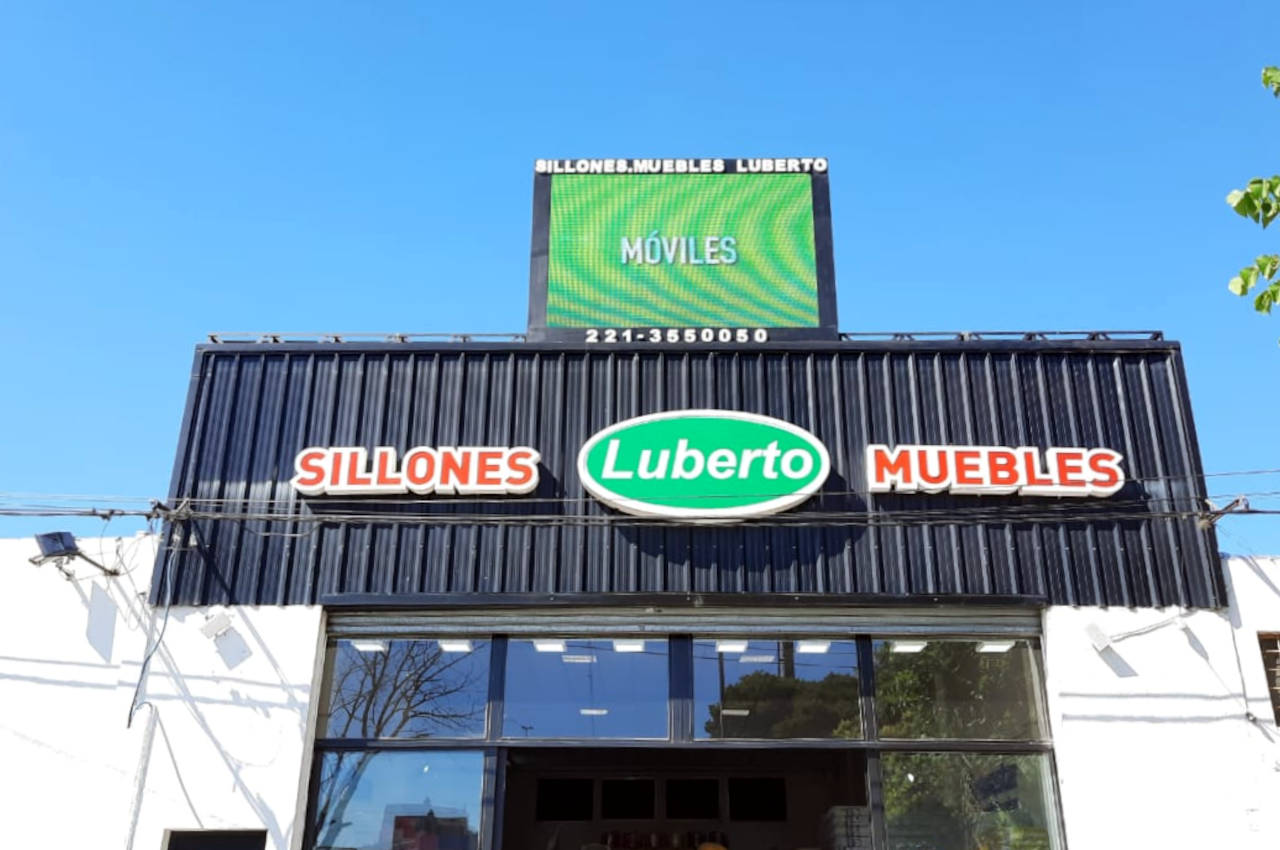 SILLONES.MUEBLES LUBERTO
MÓVILES
221-3550050
SILLONES Luberto MUEBLES